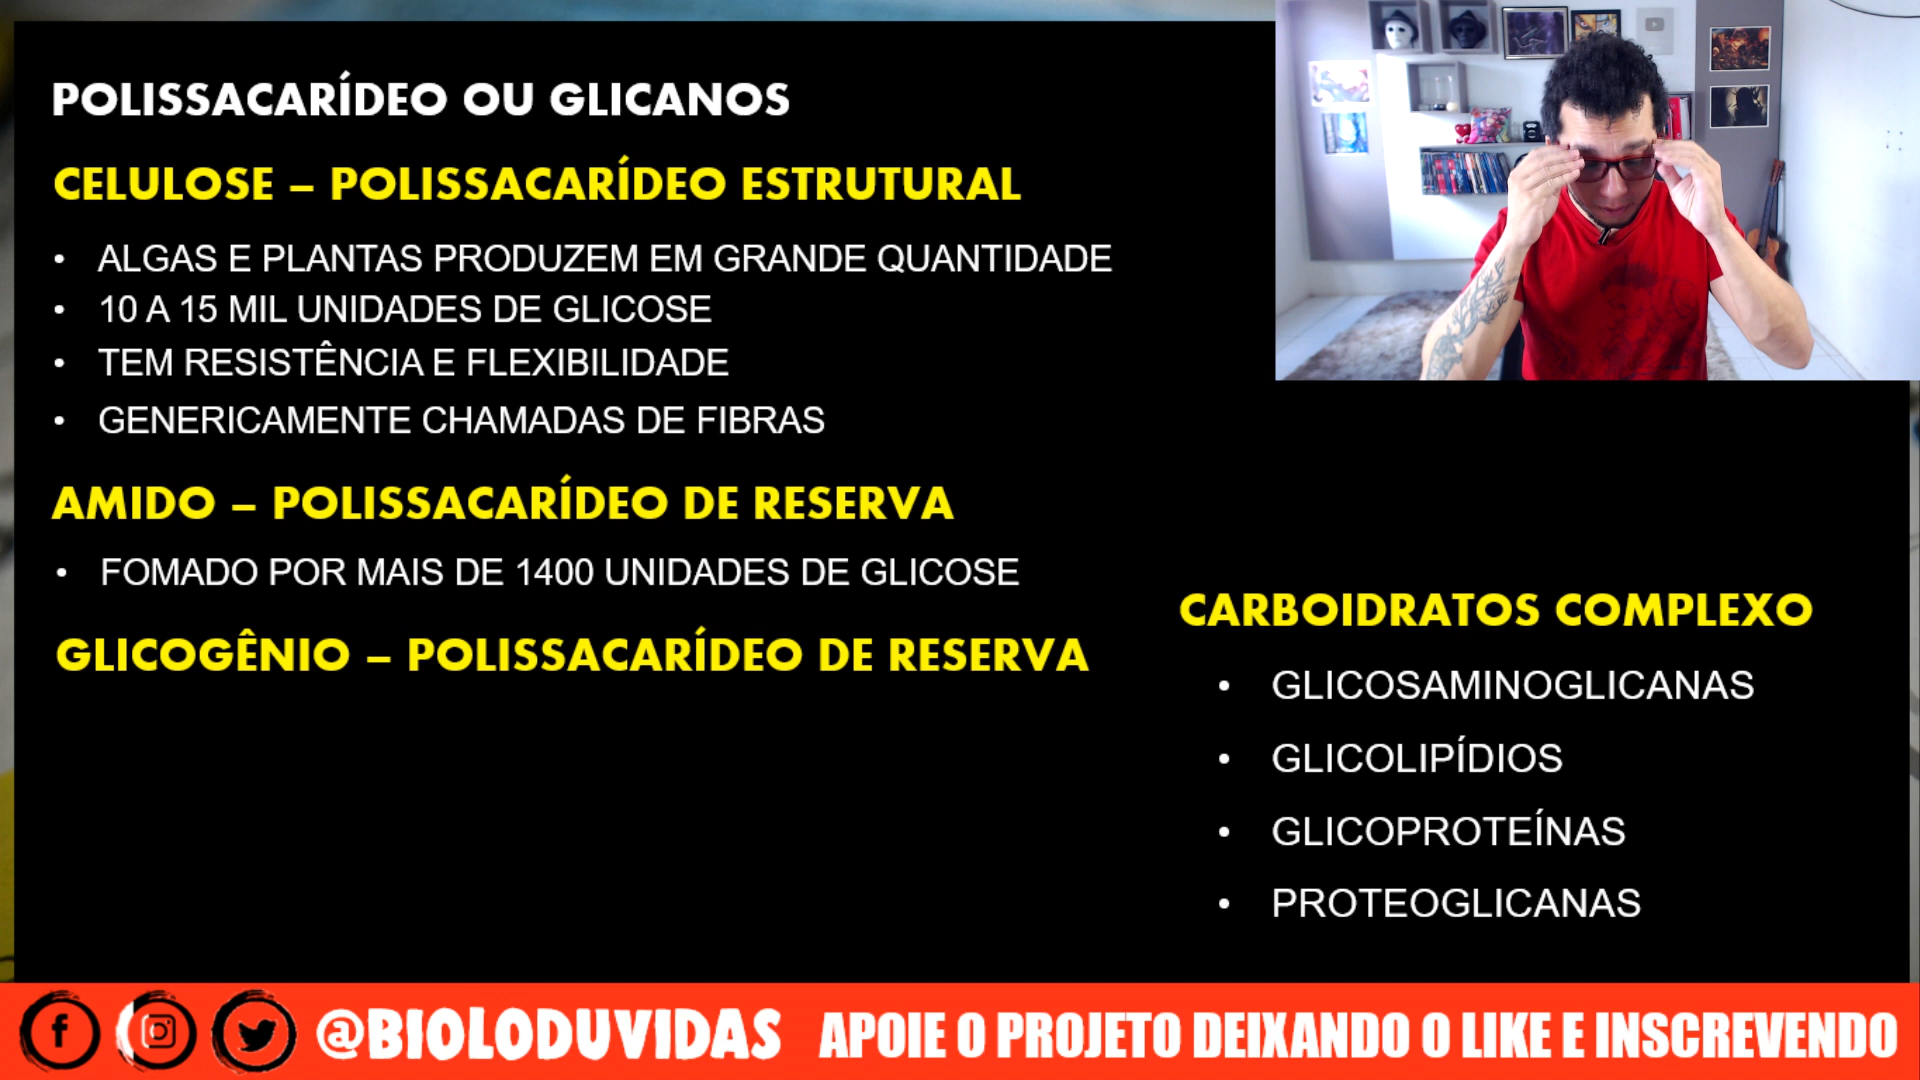 POLISSACARÍDEO OU GLICANOS
CELULOSE – POLISSACARÍDEO ESTRUTURAL
• ALGAS E PLANTAS PRODUZEM EM GRANDE QUANTIDADE
• 10 A 15 MIL UNIDADES DE GLICOSE
• TEM RESISTÊNCIA E FLEXIBILIDADE
• GENERICAMENTE CHAMADAS DE FIBRAS
AMIDO – POLISSACARÍDEO DE RESERVA
• FOMADO POR MAIS DE 1400 UNIDADES DE GLICOSE
GLICOGÊNIO – POLISSACARÍDEO DE RESERVA
CARBOIDRATOS COMPLEXO
• GLICOSAMINOGLICANAS
• GLICOLIPÍDIOS
• GLICOPROTEÍNAS
• PROTEOGLICANAS
@BIOLODUVIDAS APOIE O PROJETO DEIXANDO O LIKE E INSCREVENDO